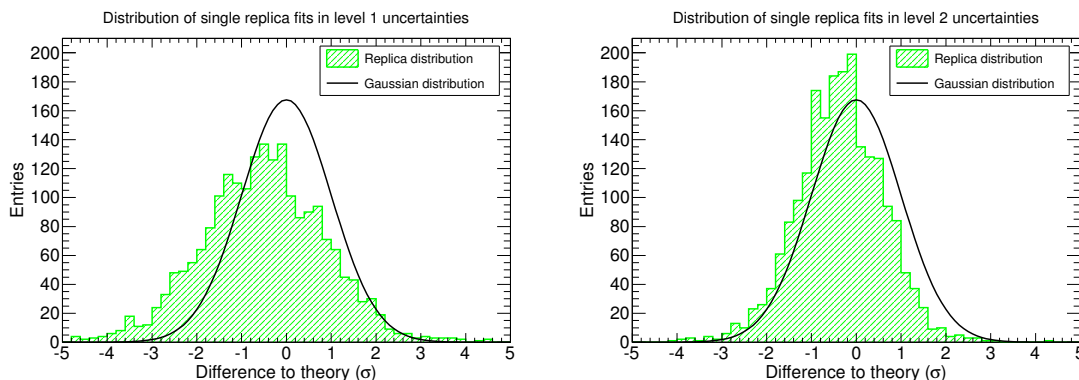 Distribution of single replica fits in level 1 uncertainties
Entries
200
180
160
140
120
100
80
60
40
20
0
Replica distribution
Gaussian distribution
-5 -4 -3 -2 -1 0 1 2 3 4 5
Difference to theory (σ)
Distribution of single replica fits in level 2 uncertainties
Entries
200
180
160
140
120
100
80
60
40
20
0
Replica distribution
Gaussian distribution
-5 -4 -3 -2 -1 0 1 2 3 4 5
Difference to theory (σ)